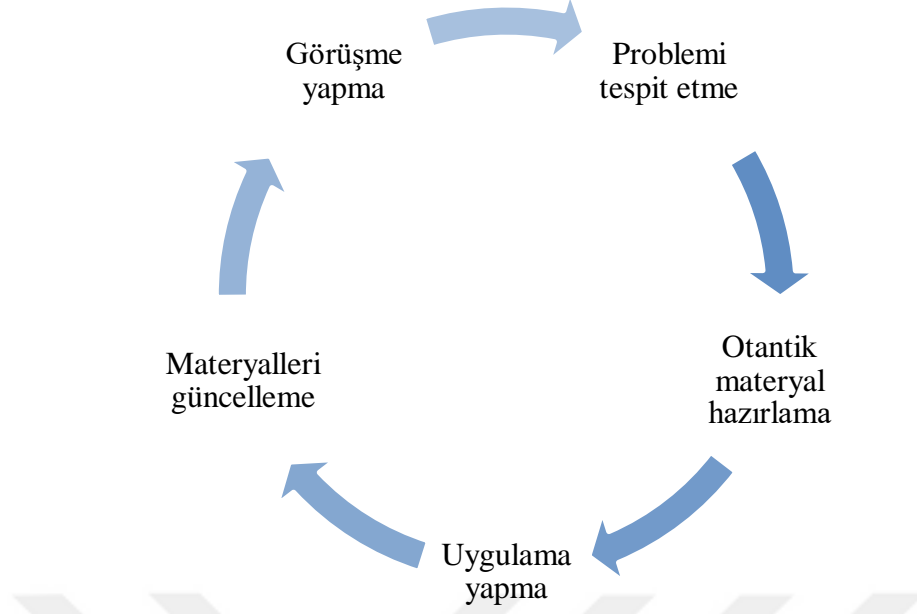 Görüşme
yapma
Problemi
tespit etme
Otantik
materyal
hazırlama
Uygulama
yapma
Materyalleri
güncelleme